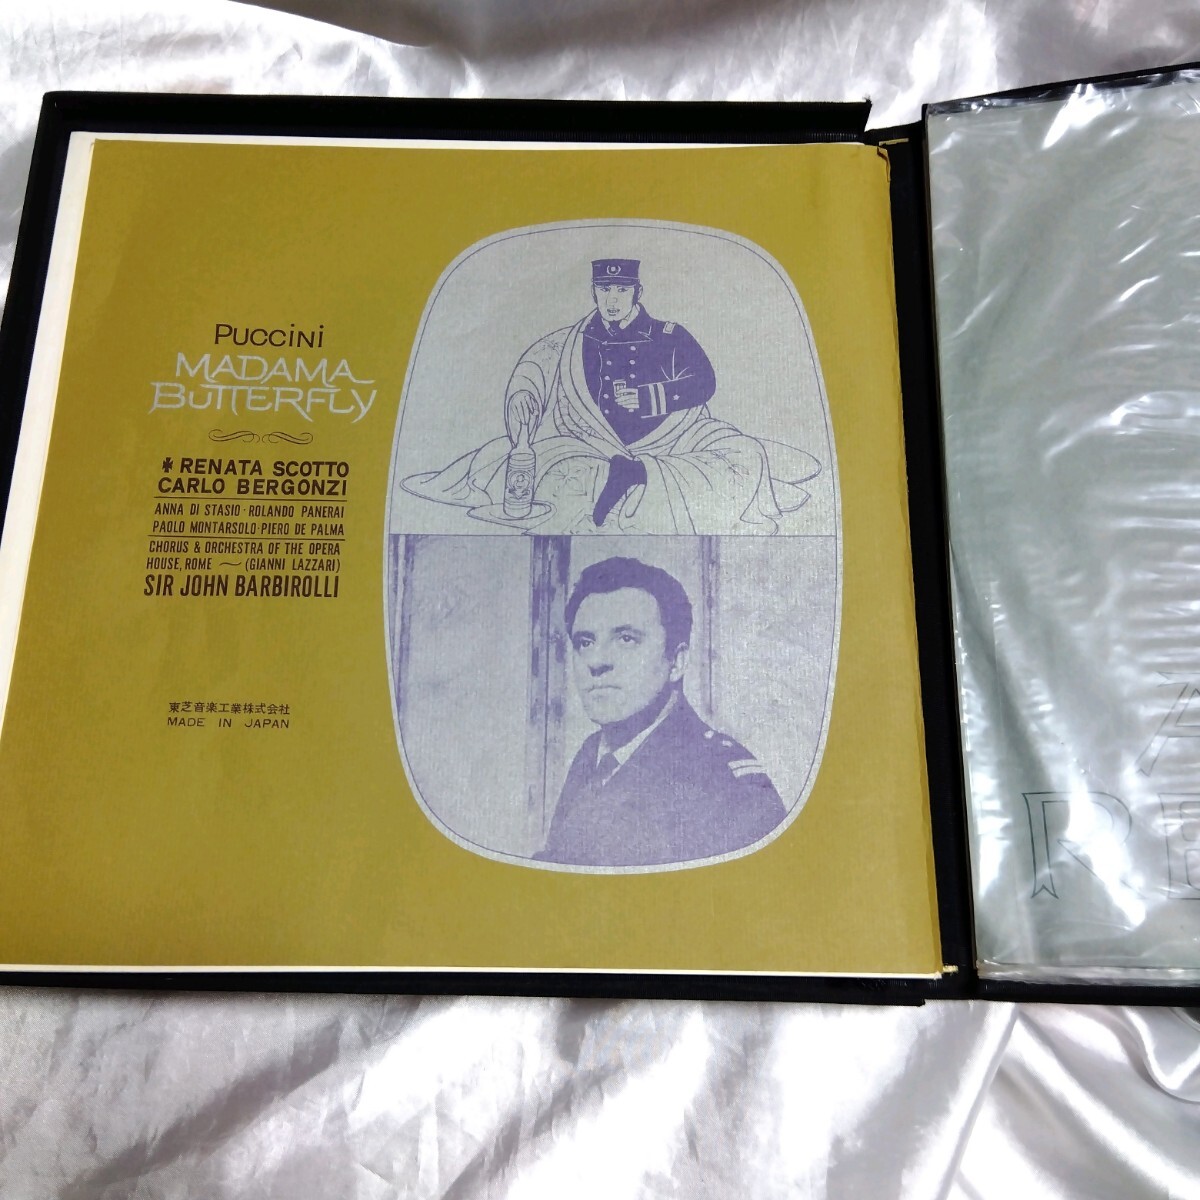 Puccini
MADAMA
BUTTERFLY
RENATA SCOTTO
CARLO BERGONZI
ANNA DI STASIO · ROLANDO PANERAI
PAOLO MONTARSOLO · PIERO DE PALMA
CHORUS & ORCHESTRA OF THE OPERA
HOUSE, ROME ~ (GIANNI LAZZARI)
SIR JOHN BARBIROLLI
東芝音楽工業株式会社
MADE IN JAPAN